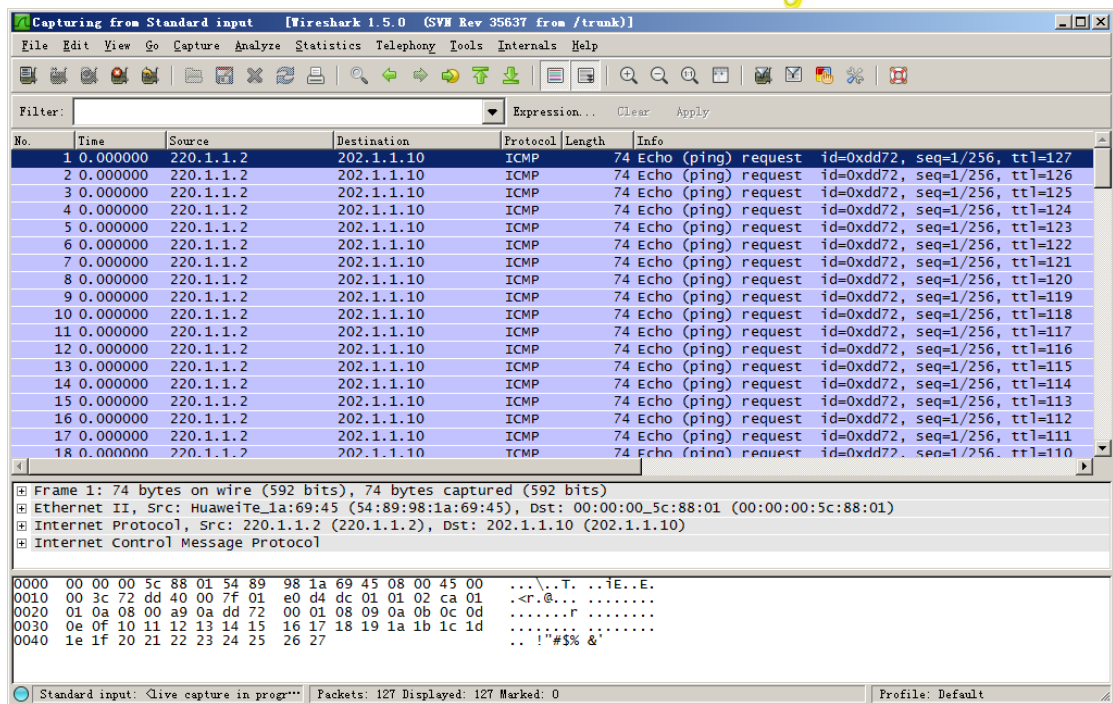 Capturing from Standard input [Wireshark 1.5.0 (SVN Rev 35637 from /trunk)]
File Edit View Go Capture Analyze Statistics Telephony Tools Internals Help
Filter: Expression... Clear Apply
No. Time Source Destination Protocol Length Info
1 0.000000 220.1.1.2 202.1.1.10 ICMP 74 Echo (ping) request id=0xdd72, seq=1/256, ttl=127
2 0.000000 220.1.1.2 202.1.1.10 ICMP 74 Echo (ping) request id=0xdd72, seq=1/256, ttl=126
3 0.000000 220.1.1.2 202.1.1.10 ICMP 74 Echo (ping) request id=0xdd72, seq=1/256, ttl=125
4 0.000000 220.1.1.2 202.1.1.10 ICMP 74 Echo (ping) request id=0xdd72, seq=1/256, ttl=124
5 0.000000 220.1.1.2 202.1.1.10 ICMP 74 Echo (ping) request id=0xdd72, seq=1/256, ttl=123
6 0.000000 220.1.1.2 202.1.1.10 ICMP 74 Echo (ping) request id=0xdd72, seq=1/256, ttl=122
7 0.000000 220.1.1.2 202.1.1.10 ICMP 74 Echo (ping) request id=0xdd72, seq=1/256, ttl=121
8 0.000000 220.1.1.2 202.1.1.10 ICMP 74 Echo (ping) request id=0xdd72, seq=1/256, ttl=120
9 0.000000 220.1.1.2 202.1.1.10 ICMP 74 Echo (ping) request id=0xdd72, seq=1/256, ttl=119
10 0.000000 220.1.1.2 202.1.1.10 ICMP 74 Echo (ping) request id=0xdd72, seq=1/256, ttl=118
11 0.000000 220.1.1.2 202.1.1.10 ICMP 74 Echo (ping) request id=0xdd72, seq=1/256, ttl=117
12 0.000000 220.1.1.2 202.1.1.10 ICMP 74 Echo (ping) request id=0xdd72, seq=1/256, ttl=116
13 0.000000 220.1.1.2 202.1.1.10 ICMP 74 Echo (ping) request id=0xdd72, seq=1/256, ttl=115
14 0.000000 220.1.1.2 202.1.1.10 ICMP 74 Echo (ping) request id=0xdd72, seq=1/256, ttl=114
15 0.000000 220.1.1.2 202.1.1.10 ICMP 74 Echo (ping) request id=0xdd72, seq=1/256, ttl=113
16 0.000000 220.1.1.2 202.1.1.10 ICMP 74 Echo (ping) request id=0xdd72, seq=1/256, ttl=112
17 0.000000 220.1.1.2 202.1.1.10 ICMP 74 Echo (ping) request id=0xdd72, seq=1/256, ttl=111
18 0.000000 220.1.1.2 202.1.1.10 ICMP 74 Echo (ping) request id=0xdd72, seq=1/256, ttl=110
Frame 1: 74 bytes on wire (592 bits), 74 bytes captured (592 bits)
Ethernet II, Src: HuaweiTe_1a:69:45 (54:89:98:1a:69:45), Dst: 00:00:00_5c:88:01 (00:00:00:5c:88:01)
Internet Protocol, Src: 220.1.1.2 (220.1.1.2), Dst: 202.1.1.10 (202.1.1.10)
Internet Control Message Protocol
0000 00 00 00 5c 88 01 54 89 98 1a 69 45 08 00 45 00 ...\..T. ..iE..E.
0010 00 3c 72 dd 40 00 7f 01 e0 d4 dc 01 01 02 ca 01 .<r.@... ........
0020 01 0a 08 00 a9 0a dd 72 00 01 08 09 0a 0b 0c 0d .......r ........
0030 0e 0f 10 11 12 13 14 15 16 17 18 19 1a 1b 1c 1d ........ ........
0040 1e 1f 20 21 22 23 24 25 26 27 .. !"#$% &'
Standard input: <live capture in progr··· Packets: 127 Displayed: 127 Marked: 0 Profile: Default